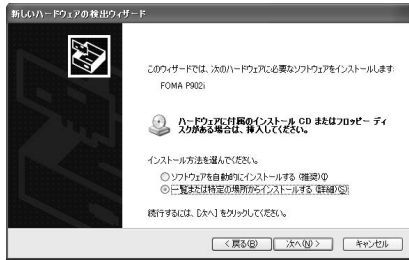 新しいハードウェアの検出ウィザード
このウィザードでは、次のハードウェアに必要なソフトウェアをインストールします:
FOMA P902i
ハードウェアに付属のインストール CD またはフロッピー ディ
スクがある場合は、挿入してください。
インストール方法を選んでください。
ソフトウェアを自動的にインストールする (推奨)(I)
一覧または特定の場所からインストールする (詳細)(S)
続行するには、[次へ] をクリックしてください。
< 戻る(B)
次へ(N) >
キャンセル